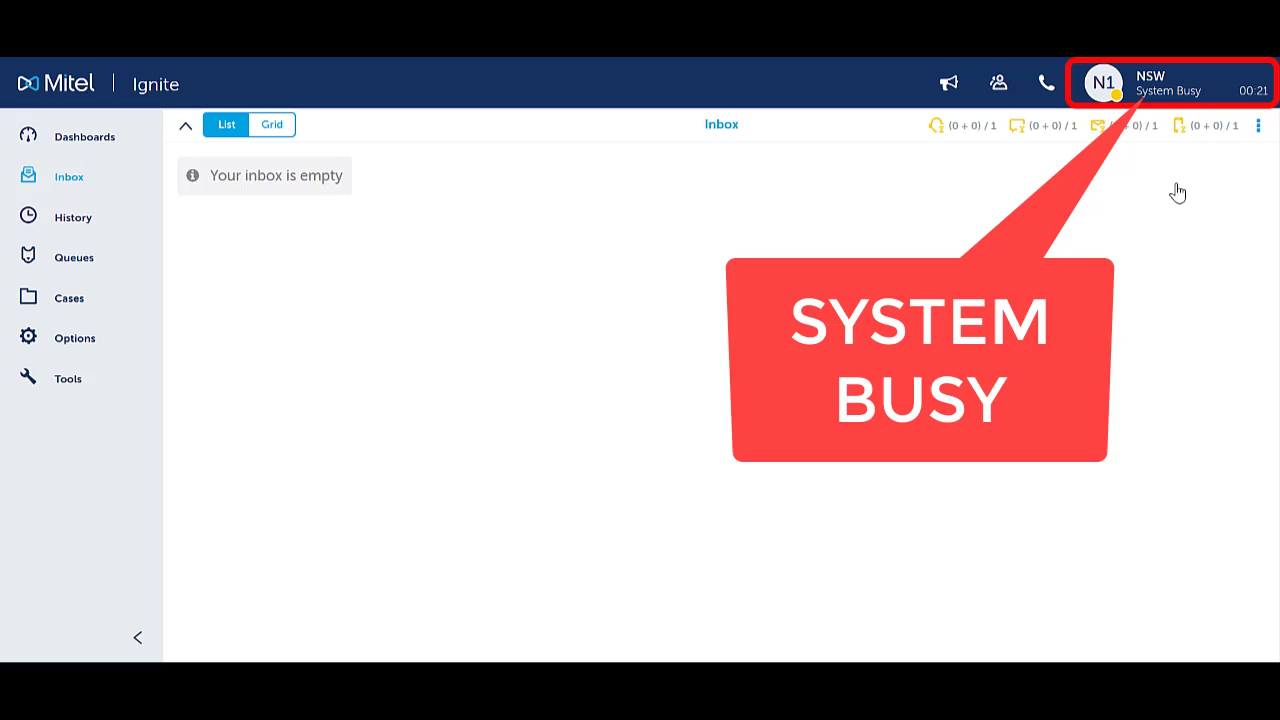 Mitel
Ignite
N1
NSW
System Busy
00:21
Dashboards
Inbox
History
Queues
Cases
Options
Tools
List
Grid
Inbox
(0 + 0) / 1
(0 + 0) / 1
+ 0) / 1
(0 + 0) / 1
Your inbox is empty
SYSTEM
BUSY